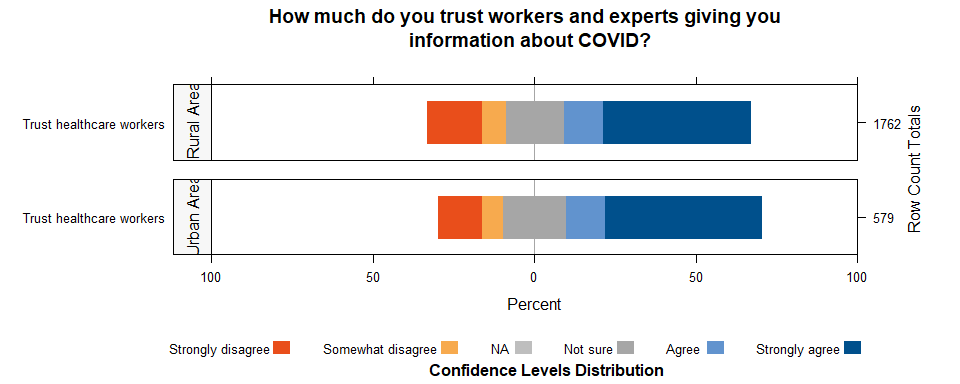 How much do you trust workers and experts giving you
information about COVID?
Trust healthcare workers
Rural Area
1762
Trust healthcare workers
Urban Area
579
Row Count Totals
100 50 0 50 100
Percent
Strongly disagree Somewhat disagree NA Not sure Agree Strongly agree
Confidence Levels Distribution